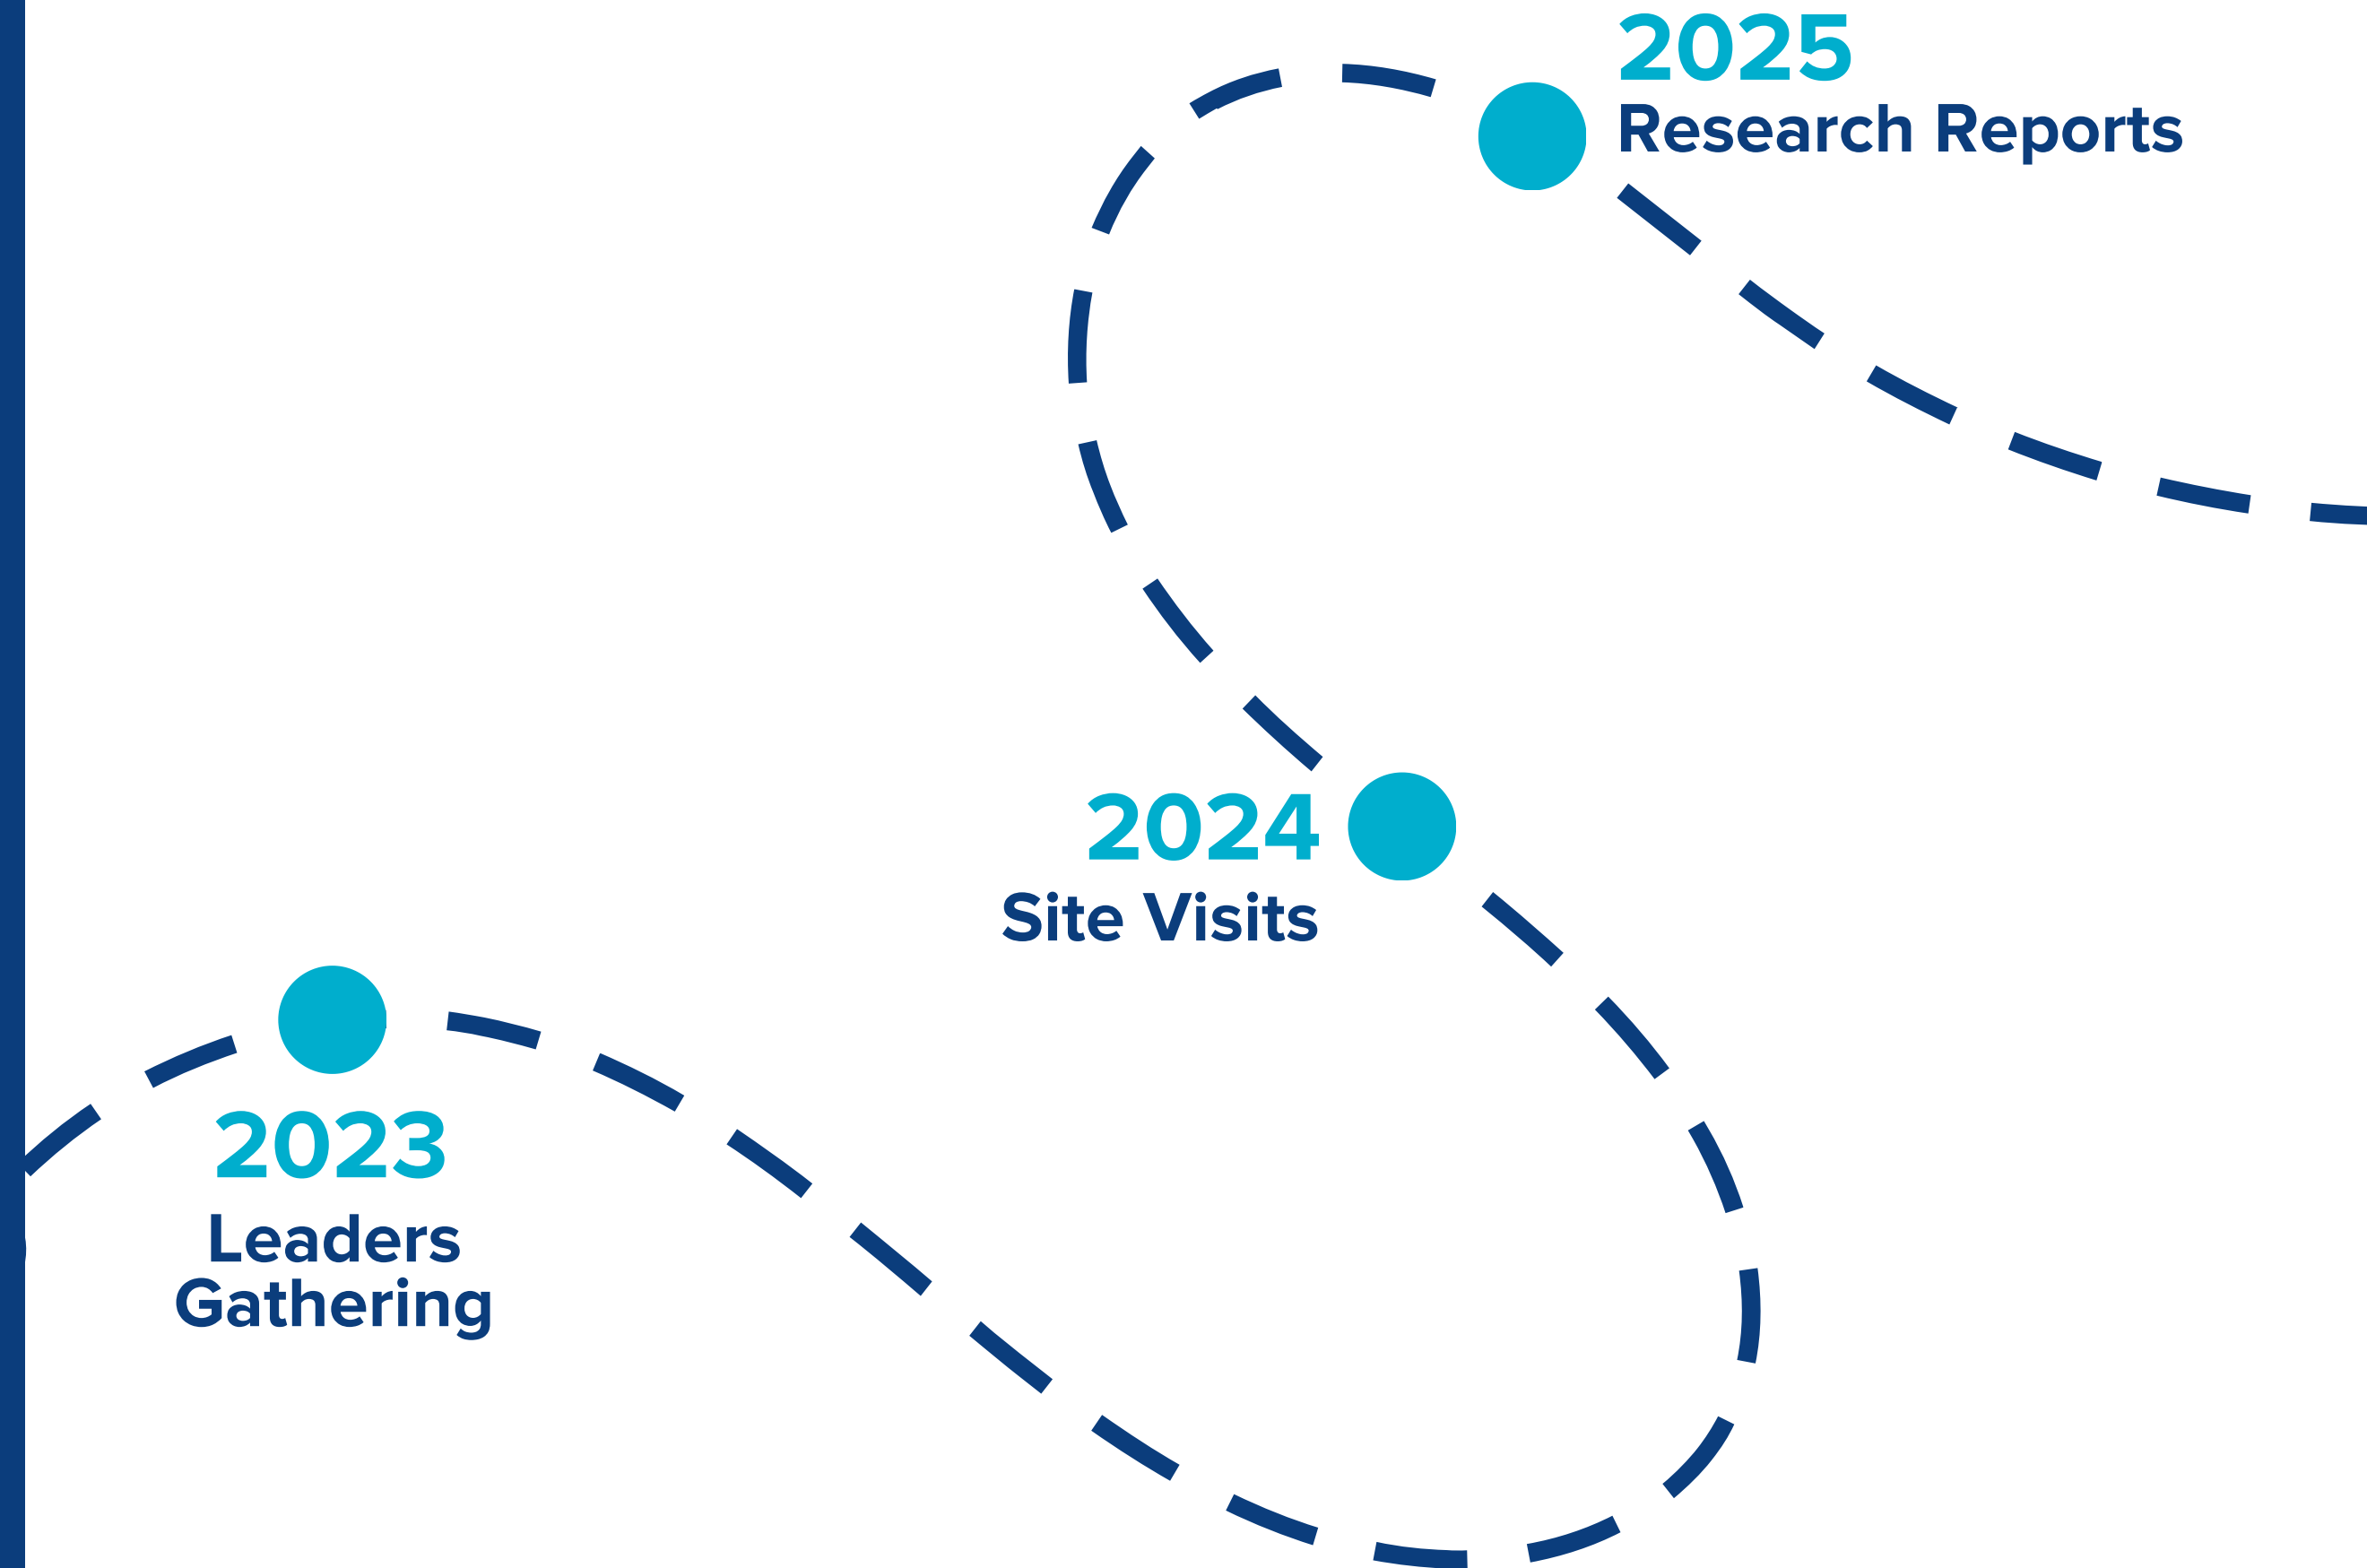 2025
Research Reports
2024
Site Visits
2023
Leaders
Gathering